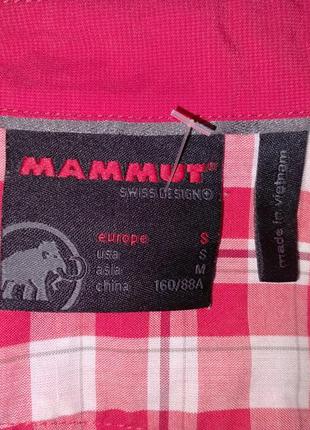 MAMMUT
SWISS DESIGN
europe S
usa S
asia M
china 160/88A
made in vietnam